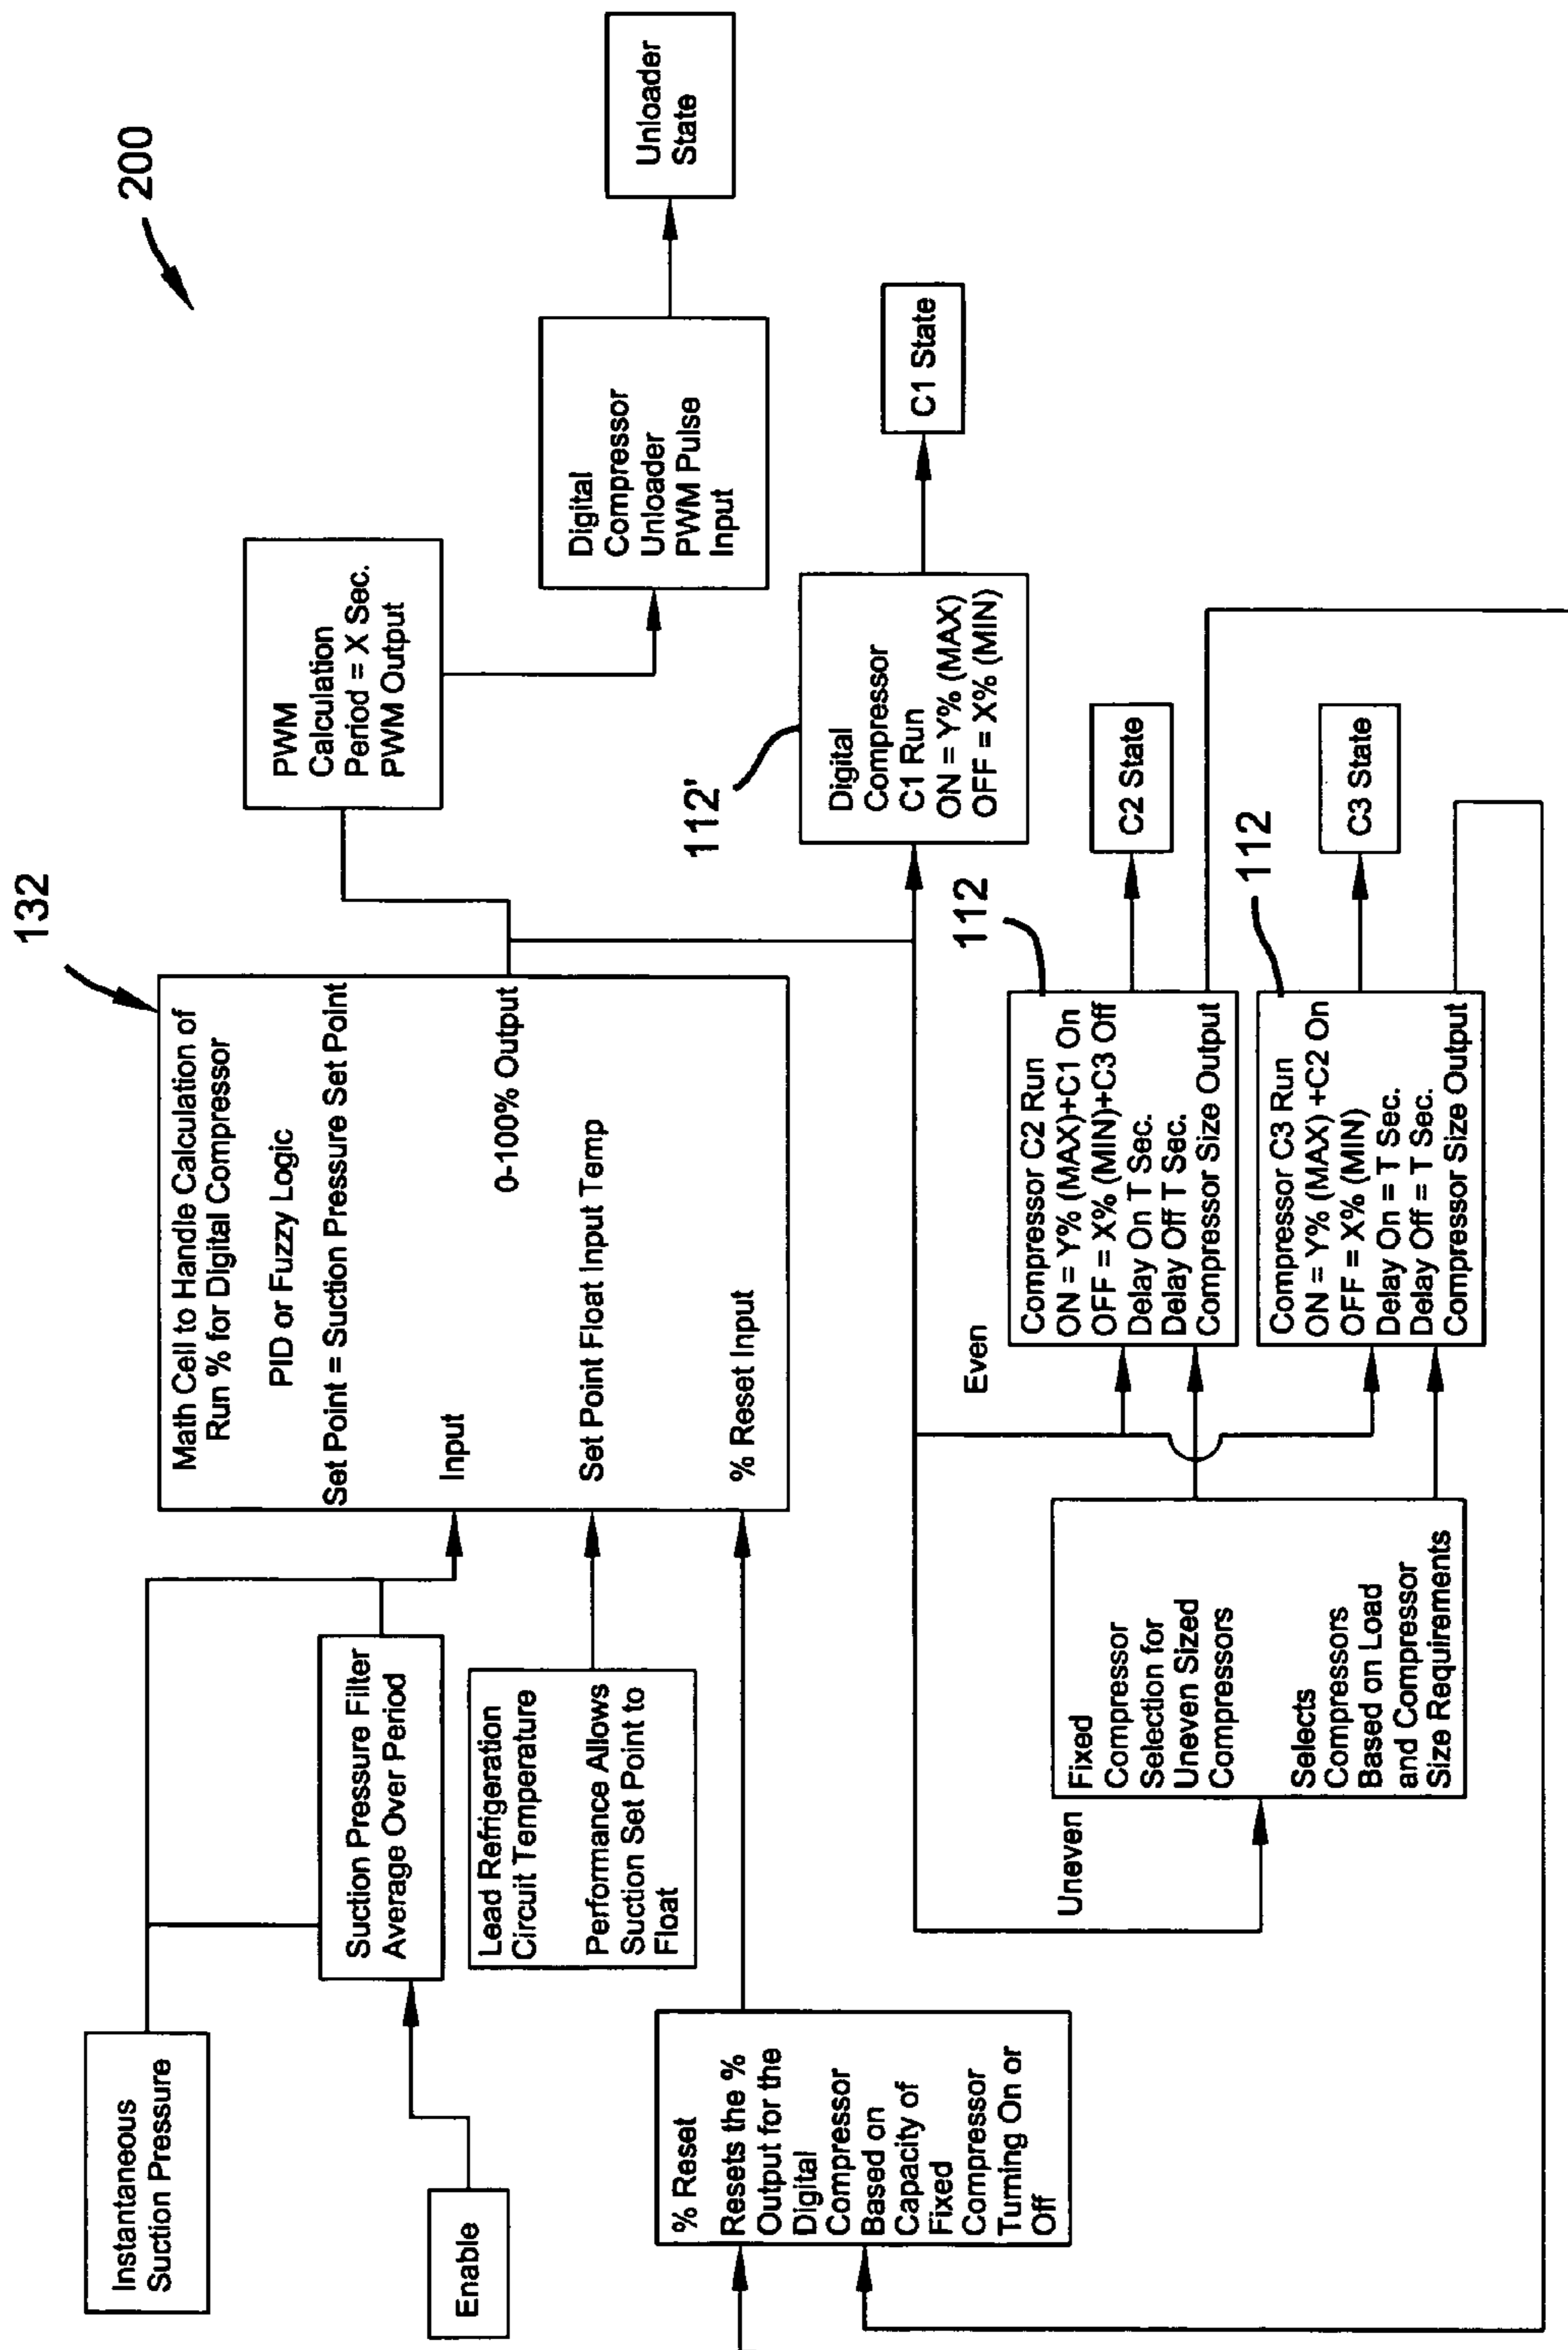 200
132
Instantaneous
Suction Pressure
Enable
Suction Pressure Filter
Average Over Period
Lead Refrigeration
Circuit Temperature
Performance Allows
Suction Set Point to
Float
% Reset
Resets the %
Output for the
Digital
Compressor
Based on
Capacity of
Fixed
Compressor
Turning On or
Off
Math Cell to Handle Calculation of
Run % for Digital Compressor
PID or Fuzzy Logic
Set Point = Suction Pressure Set Point
Input
0-100% Output
Set Point Float Input Temp
% Reset Input
PWM
Calculation
Period = X Sec.
PWM Output
Digital
Compressor
Unloader
PWM Pulse
Input
Unloader
State
112'
Digital
Compressor
C1 Run
ON = Y% (MAX)
OFF = X% (MIN)
C1 State
Uneven
Fixed
Compressor
Selection for
Uneven Sized
Compressors
Selects
Compressors
Based on Load
and Compressor
Size Requirements
Even
112
Compressor C2 Run
ON = Y% (MAX)+C1 On
OFF = X% (MIN)+C3 Off
Delay On T Sec.
Delay Off T Sec.
Compressor Size Output
C2 State
112
Compressor C3 Run
ON = Y% (MAX) +C2 On
OFF = X% (MIN)
Delay On = T Sec.
Delay Off = T Sec.
Compressor Size Output
C3 State